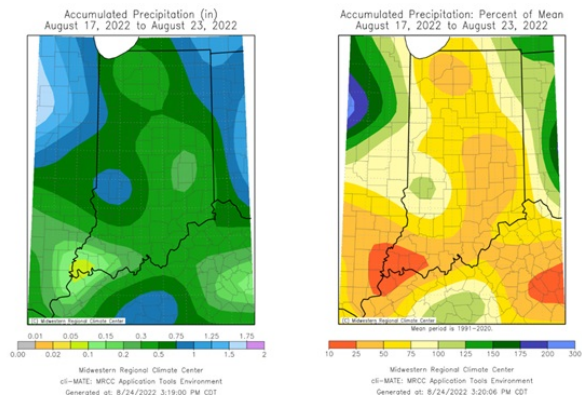 Accumulated Precipitation (in)
August 17, 2022 to August 23, 2022
(C) Midwestern Regional Climate Center
0.01 0.05 0.15 0.3 0.75 1.25 1.75
0.00 0.02 0.1 0.2 0.5 1 1.5 2
Midwestern Regional Climate Center
cli-MATE: MRCC Application Tools Environment
Generated at: 8/24/2022 3:19:00 PM CDT
Accumulated Precipitation: Percent of Mean
August 17, 2022 to August 23, 2022
(C) Midwestern Regional Climate Center
Mean period is 1991-2020.
10 25 50 75 100 125 150 175 200 300
Midwestern Regional Climate Center
cli-MATE: MRCC Application Tools Environment
Generated at: 8/24/2022 3:20:06 PM CDT